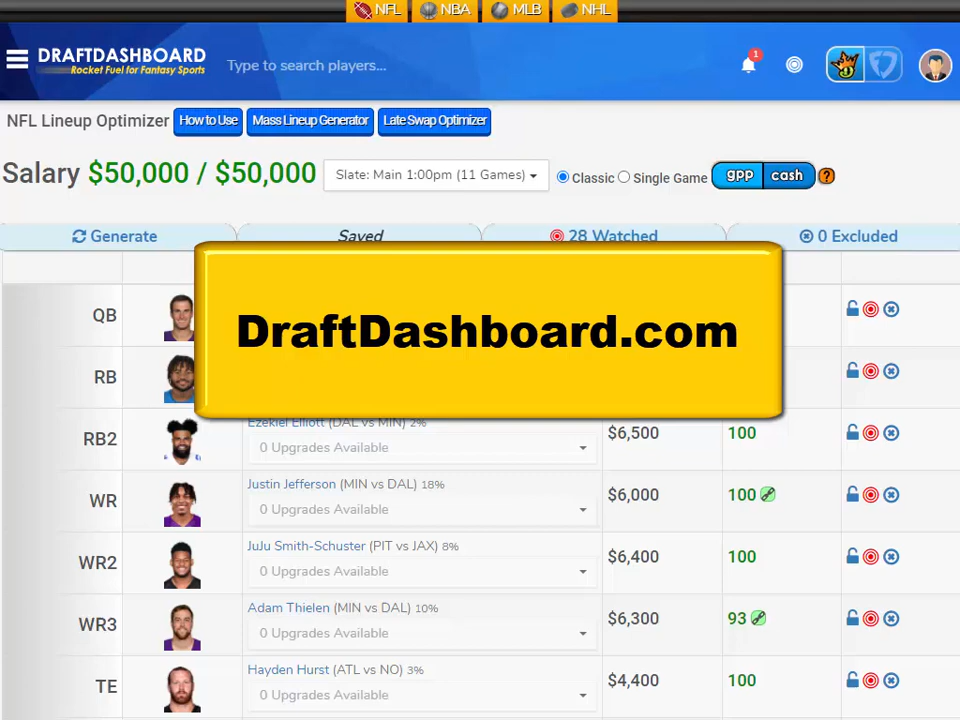 NFL NBA MLB NHL
DRAFTDASHBOARD
Rocket Fuel for Fantasy Sports
Type to search players...
1
NFL Lineup Optimizer How to Use Mass Lineup Generator Late Swap Optimizer
Salary $50,000 / $50,000 Slate: Main 1:00pm (11 Games) Classic Single Game gpp cash ?
Generate Saved 28 Watched 0 Excluded
DraftDashboard.com
QB
RB
RB2 Ezekiel Elliott (DAL vs MIN) 2% $6,500 100
0 Upgrades Available
WR Justin Jefferson (MIN vs DAL) 18% $6,000 100
0 Upgrades Available
WR2 JuJu Smith-Schuster (PIT vs JAX) 8% $6,400 100
0 Upgrades Available
WR3 Adam Thielen (MIN vs DAL) 10% $6,300 93
0 Upgrades Available
TE Hayden Hurst (ATL vs NO) 3% $4,400 100
0 Upgrades Available